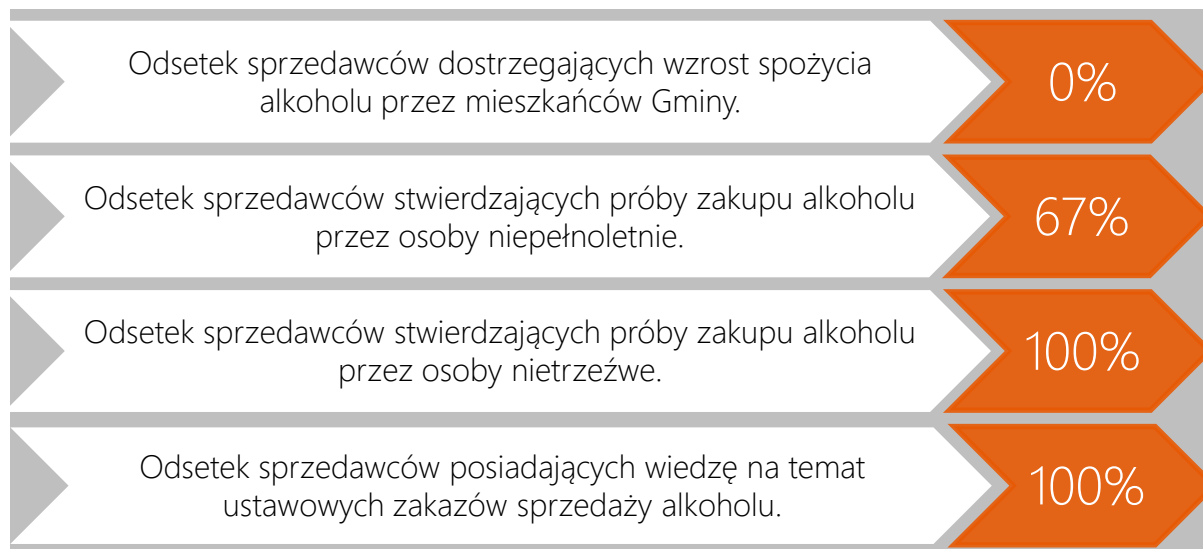 Odsetek sprzedawców dostrzegających wzrost spożycia
alkoholu przez mieszkańców Gminy.
0%
Odsetek sprzedawców stwierdzających próby zakupu alkoholu
przez osoby niepełnoletnie.
67%
Odsetek sprzedawców stwierdzających próby zakupu alkoholu
przez osoby nietrzeźwe.
100%
Odsetek sprzedawców posiadających wiedzę na temat
ustawowych zakazów sprzedaży alkoholu.
100%